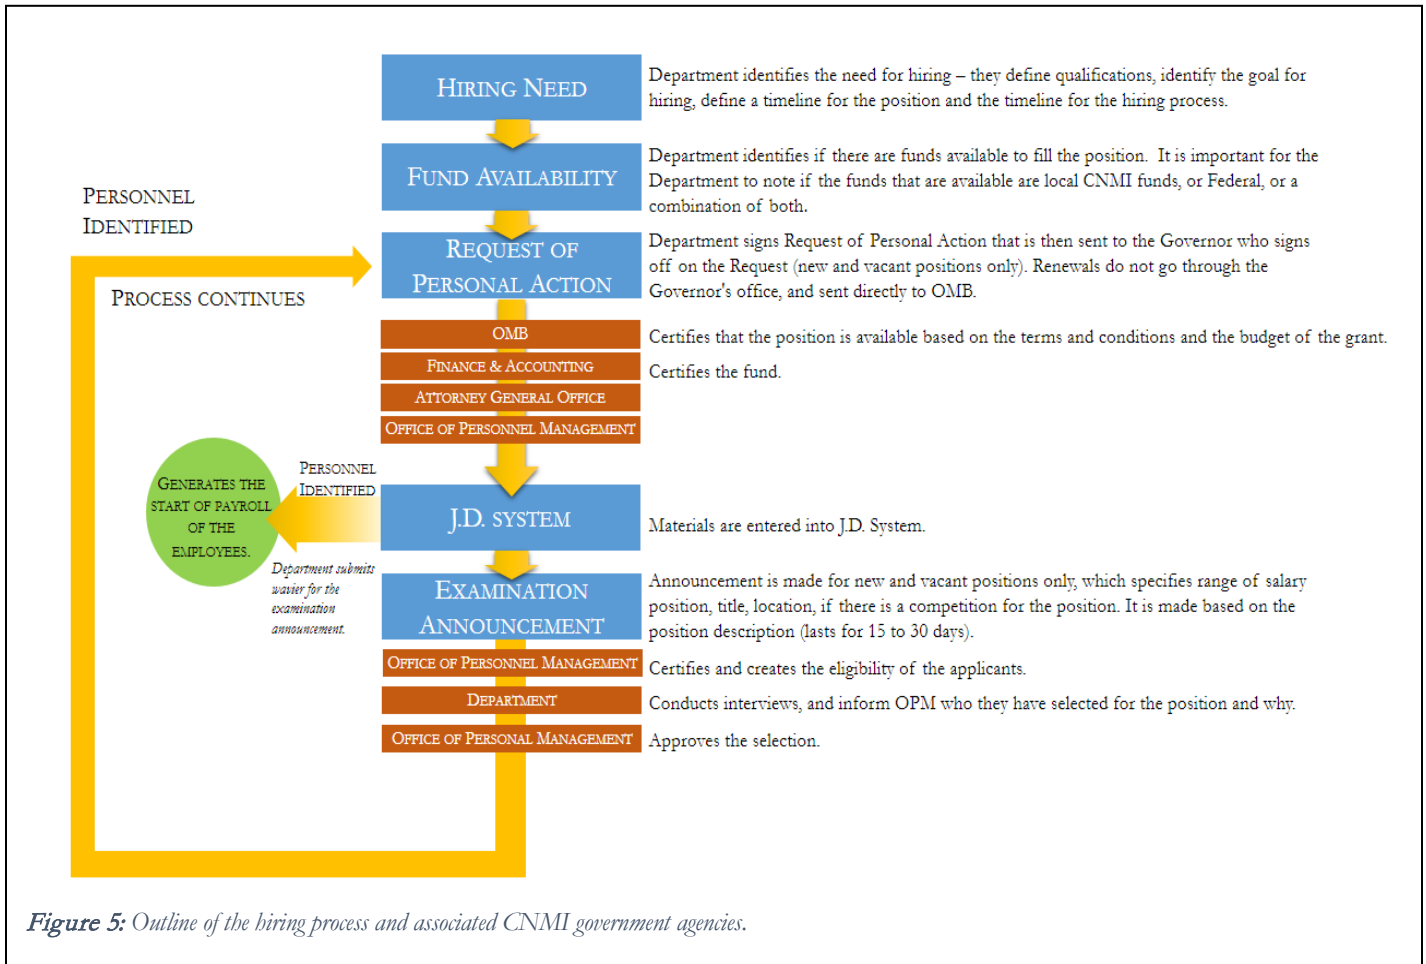 HIRING NEED
Department identifies the need for hiring – they define qualifications, identify the goal for
hiring, define a timeline for the position and the timeline for the hiring process.
FUND AVAILABILITY
Department identifies if there are funds available to fill the position.  It is important for the
Department to note if the funds that are available are local CNMI funds, or Federal, or a
combination of both.
PERSONNEL
IDENTIFIED
REQUEST OF
PERSONAL ACTION
Department signs Request of Personal Action that is then sent to the Governor who signs
off on the Request (new and vacant positions only). Renewals do not go through the
Governor's office, and sent directly to OMB.
PROCESS CONTINUES
OMB
Certifies that the position is available based on the terms and conditions and the budget of the grant.
FINANCE & ACCOUNTING
Certifies the fund.
ATTORNEY GENERAL OFFICE
OFFICE OF PERSONNEL MANAGEMENT
PERSONNEL
IDENTIFIED
GENERATES THE
START OF PAYROLL
OF THE
EMPLOYEES.
J.D. SYSTEM
Materials are entered into J.D. System.
Department submits
wavier for the
examination
announcement.
EXAMINATION
ANNOUNCEMENT
Announcement is made for new and vacant positions only, which specifies range of salary
position, title, location, if there is a competition for the position. It is made based on the
position description (lasts for 15 to 30 days).
OFFICE OF PERSONNEL MANAGEMENT
Certifies and creates the eligibility of the applicants.
DEPARTMENT
Conducts interviews, and inform OPM who they have selected for the position and why.
OFFICE OF PERSONAL MANAGEMENT
Approves the selection.
Figure 5: Outline of the hiring process and associated CNMI government agencies.